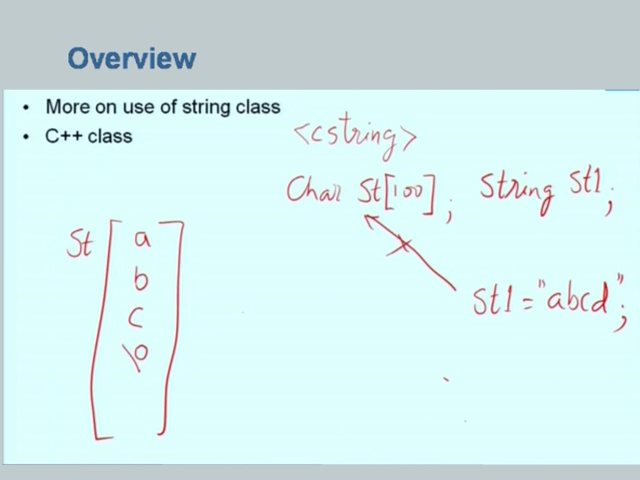 Overview
• More on use of string class
• C++ class
<cstring>
Char St[100]; String St1;
St1="abcd";
St
a
b
c
\0